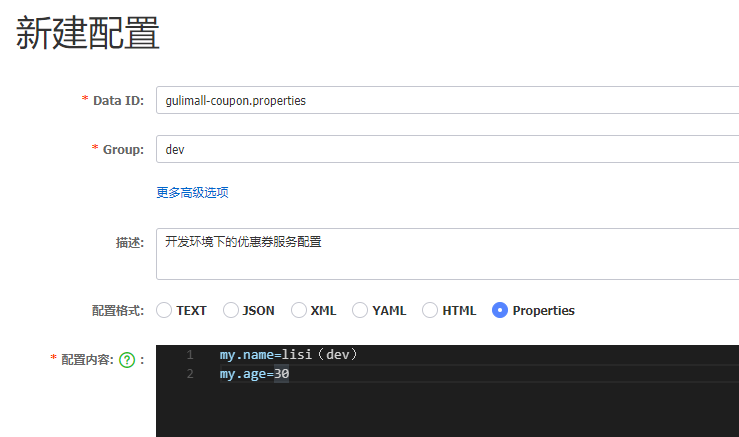 新建配置
* Data ID: gulimall-coupon.properties
* Group: dev
更多高级选项
描述: 开发环境下的优惠券服务配置
配置格式: TEXT JSON XML YAML HTML Properties
* 配置内容: ? :
1 my.name=lisi（dev）
2 my.age=30